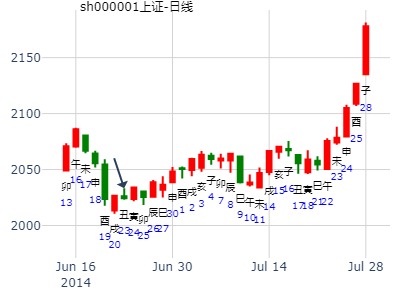 sh000001上证-日线
2150
2100
2050
2000
卯
13
午
16
未
17
申
18
酉
19
戌
20
丑
23
寅
24
卯
25
辰
26
巳
27
申
30
酉
1
戌
2
亥
3
子
4
卯
7
辰
8
巳
9
午
10
未
11
戌
14
亥
15
子
16
丑
17
寅
18
巳
21
午
22
未
23
申
24
酉
25
子
28
Jun 16
2014
Jun 30
Jul 14
Jul 28